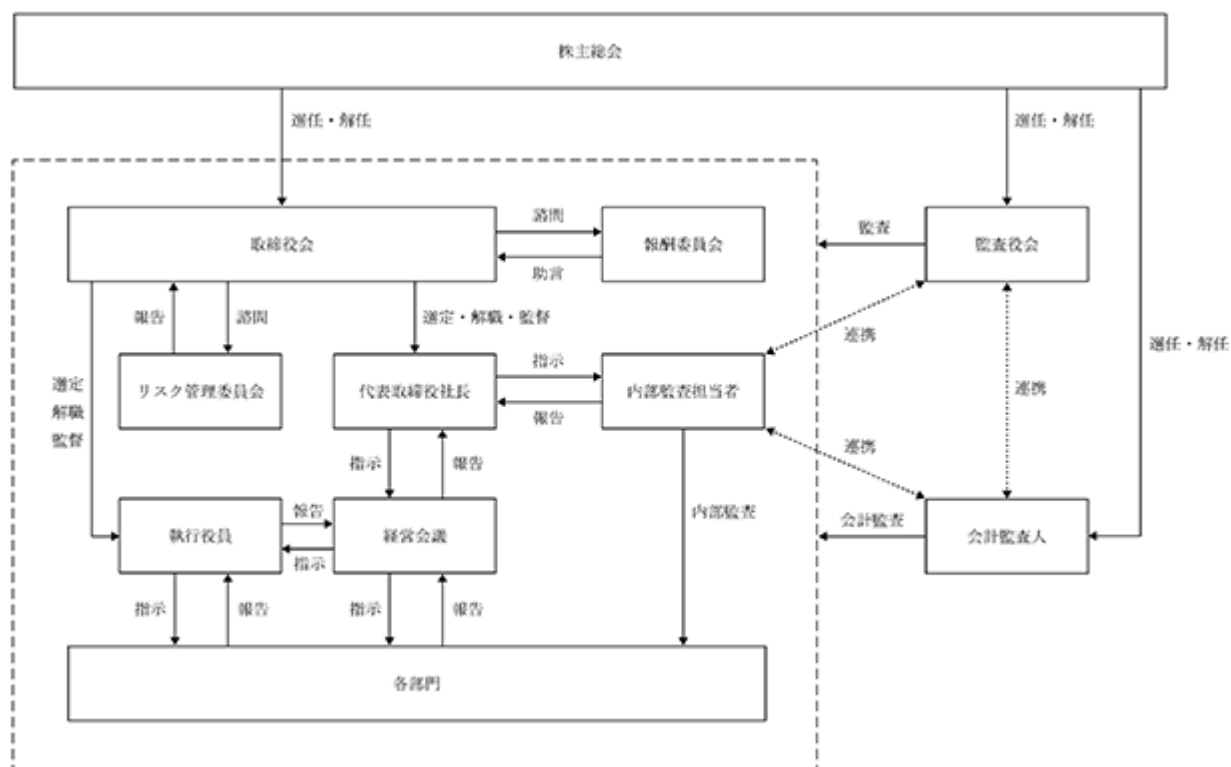 株主総会
選任・解任
選任・解任
選任・解任
取締役会
諮問
助言
報酬委員会
監査
監査役会
報告
諮問
選定・解職・監督
連携
連携
連携
選定
解職
監督
リスク管理委員会
代表取締役社長
指示
報告
内部監査担当者
指示
報告
内部監査
執行役員
報告
指示
経営会議
会計監査
会計監査人
指示
報告
指示
報告
各部門